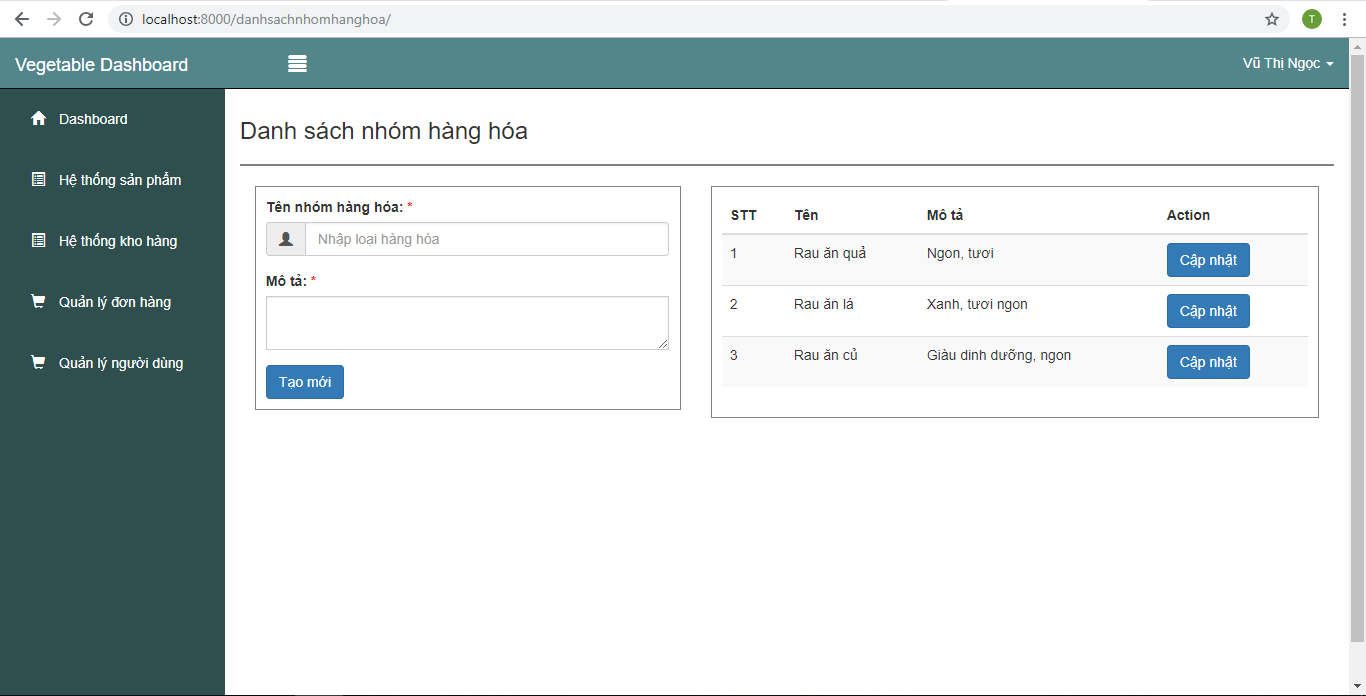 localhost:8000/danhsachnhomhanghoa/
T
Vegetable Dashboard
Vũ Thị Ngọc
Dashboard
Hệ thống sản phẩm
Hệ thống kho hàng
Quản lý đơn hàng
Quản lý người dùng
Danh sách nhóm hàng hóa
Tên nhóm hàng hóa: *
Nhập loại hàng hóa
Mô tả: *
Tạo mới
STT Tên Mô tả Action
1 Rau ăn quả Ngon, tươi Cập nhật
2 Rau ăn lá Xanh, tươi ngon Cập nhật
3 Rau ăn củ Giàu dinh dưỡng, ngon Cập nhật